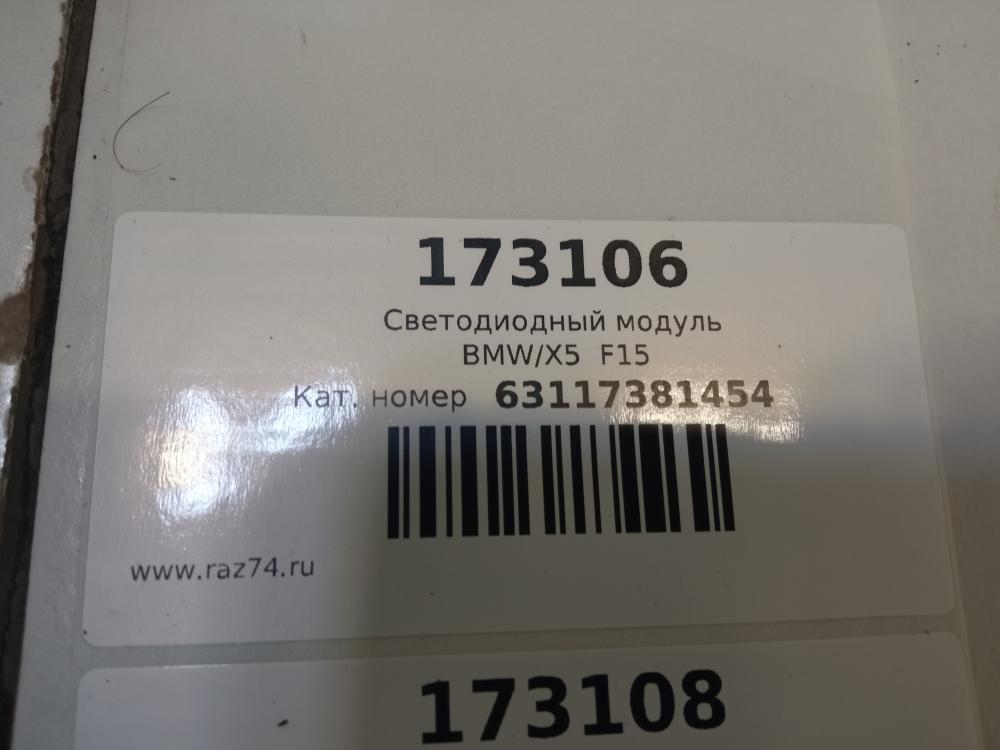 173106
Светодиодный модуль
BMW/X5 F15
Кат. номер 63117381454
www.raz74.ru
173108